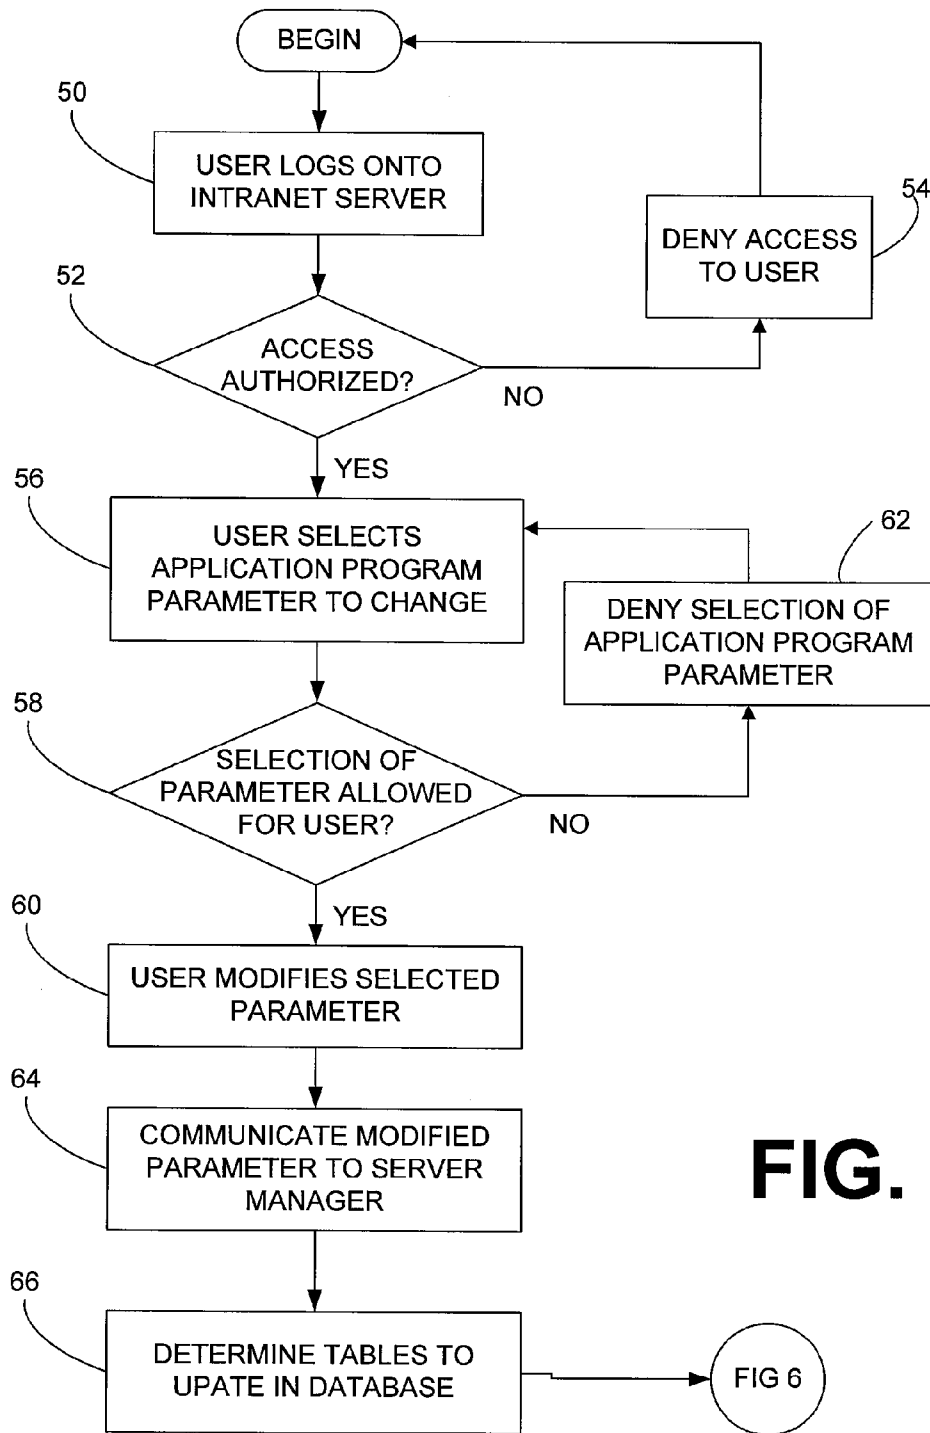 BEGIN
50
USER LOGS ONTO
INTRANET SERVER
54
DENY ACCESS
TO USER
52
ACCESS
AUTHORIZED?
NO
YES
56
USER SELECTS
APPLICATION PROGRAM
PARAMETER TO CHANGE
62
DENY SELECTION OF
APPLICATION PROGRAM
PARAMETER
58
SELECTION OF
PARAMETER ALLOWED
FOR USER?
NO
YES
60
USER MODIFIES SELECTED
PARAMETER
64
COMMUNICATE MODIFIED
PARAMETER TO SERVER
MANAGER
FIG.
66
DETERMINE TABLES TO
UPATE IN DATABASE
FIG 6